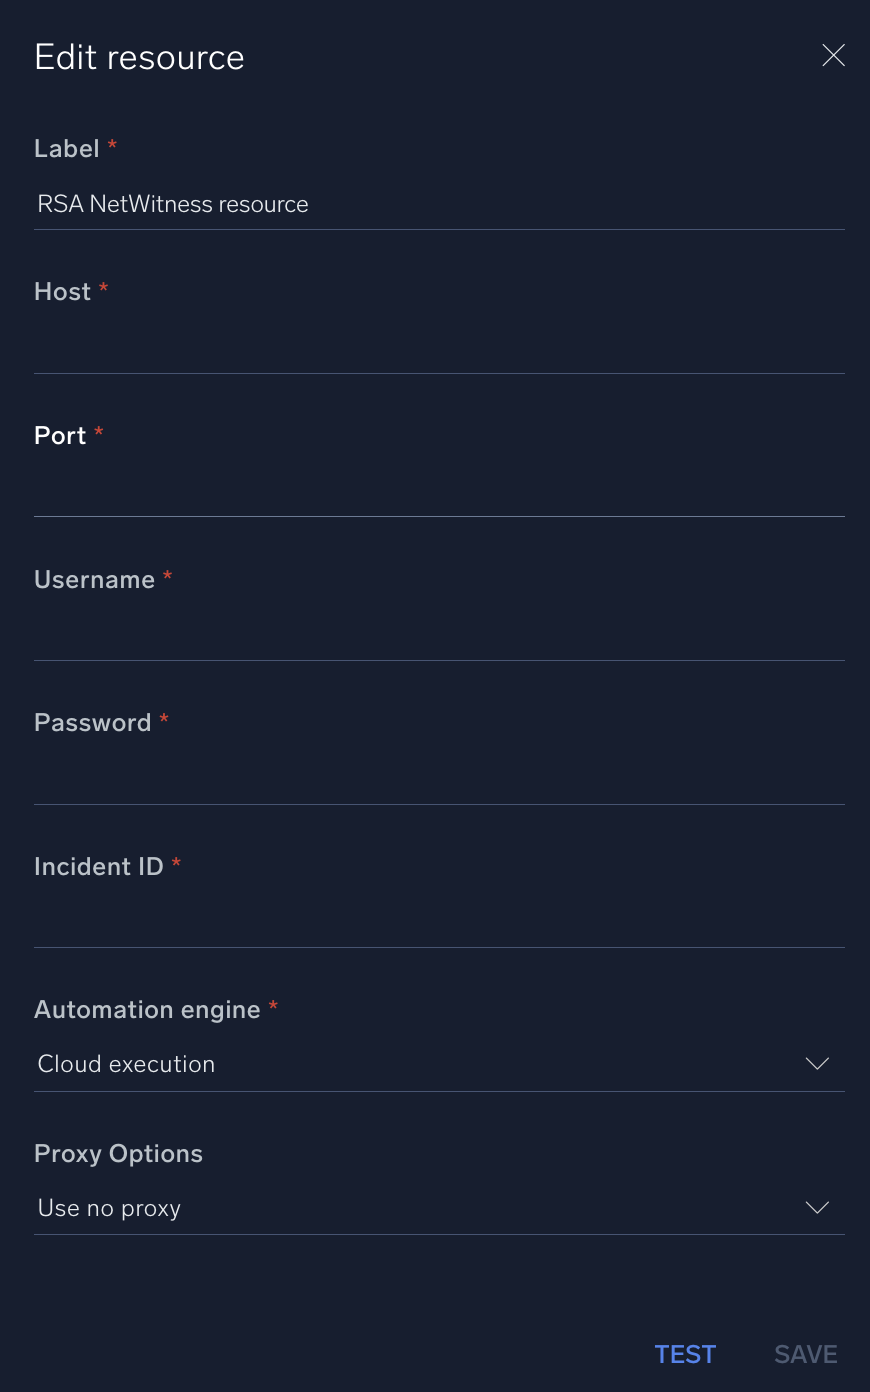 Edit resource
Label *
RSA NetWitness resource
Host *
Port *
Username *
Password *
Incident ID *
Automation engine *
Cloud execution
Proxy Options
Use no proxy
TEST SAVE